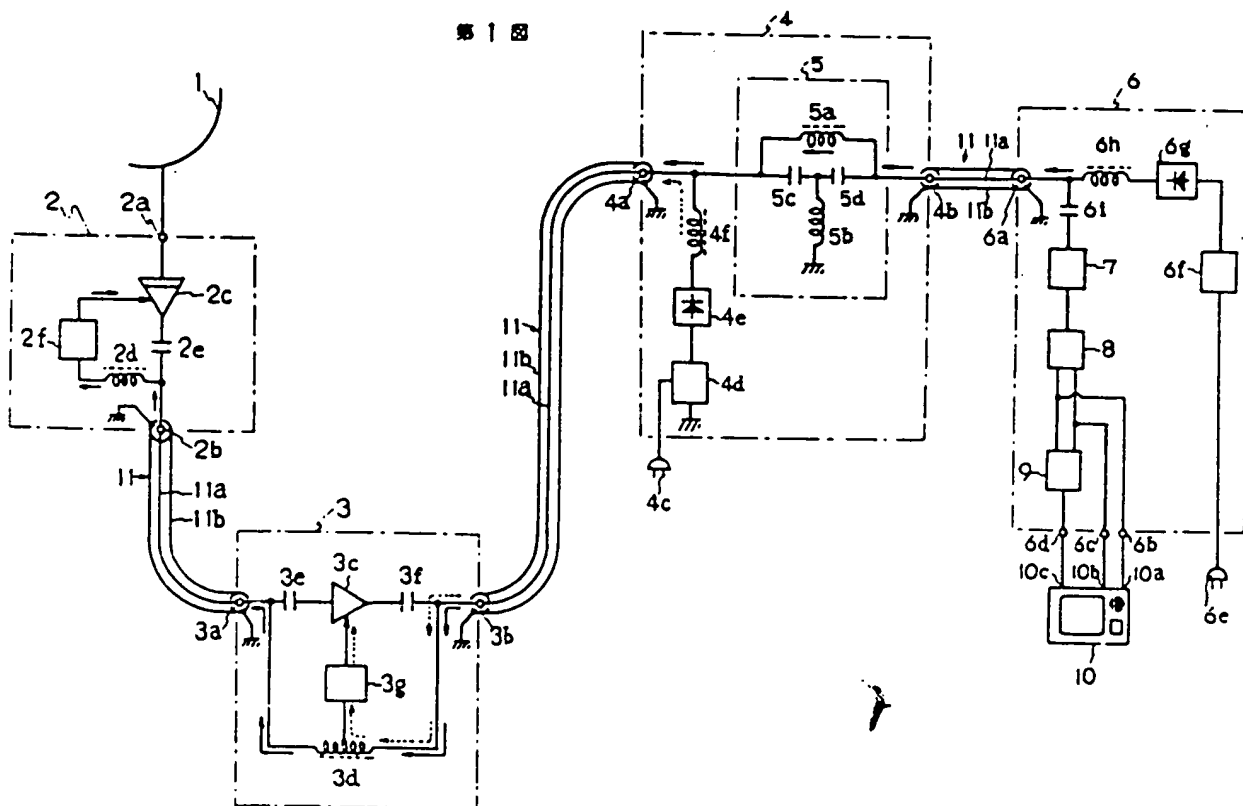 第1図
4
5
6
1
5a
11
11a
6h
6g
5c
5d
4a
4b
11b
6a
6i
2
2a
4f
5b
7
6f
2c
2f
2d
2e
4e
11
11b
11a
8
4d
2b
11
11a
11b
9
4c
3
6d
6c
6b
10c
10b
10a
6e
3e
3c
3f
3a
3b
3g
10
3d